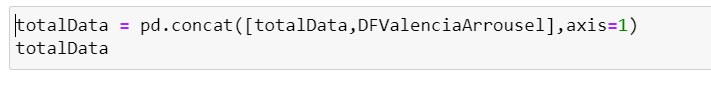 totalData = pd.concat([totalData,DFValenciaArrousel],axis=1)
totalData